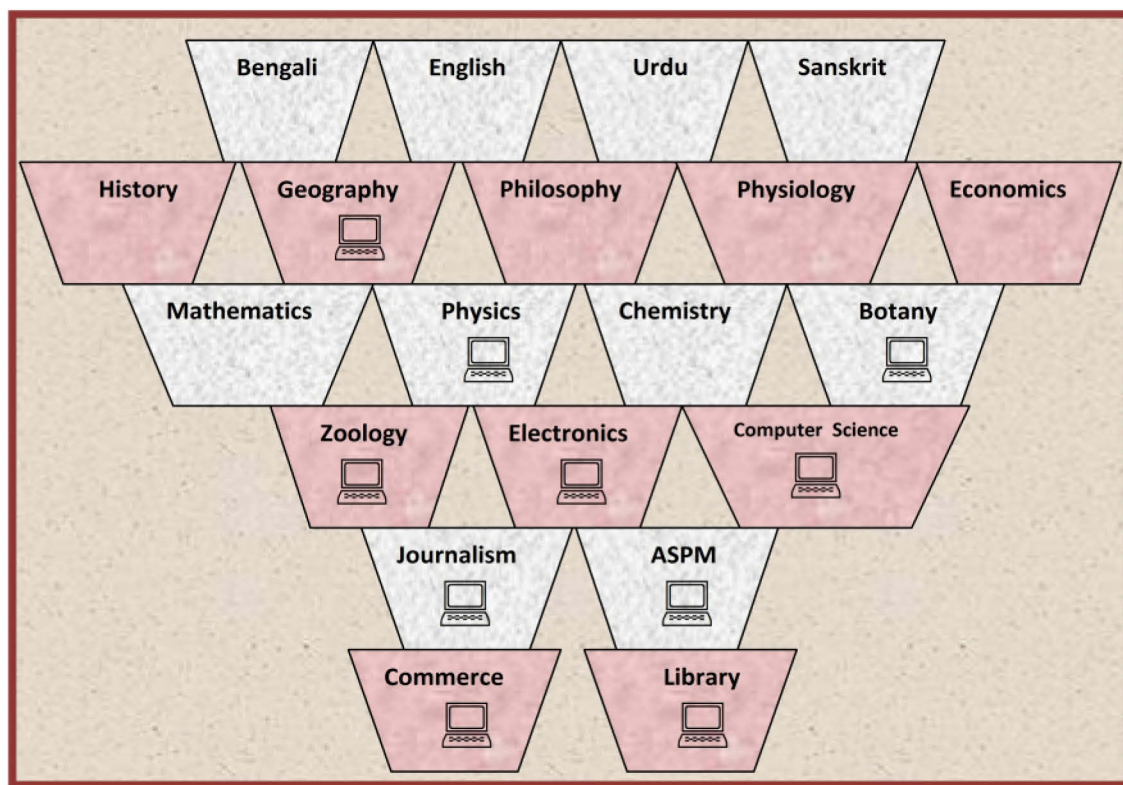 Bengali English Urdu Sanskrit
History Geography Philosophy Physiology Economics
Mathematics Physics Chemistry Botany
Zoology Electronics Computer Science
Journalism ASPM
Commerce Library